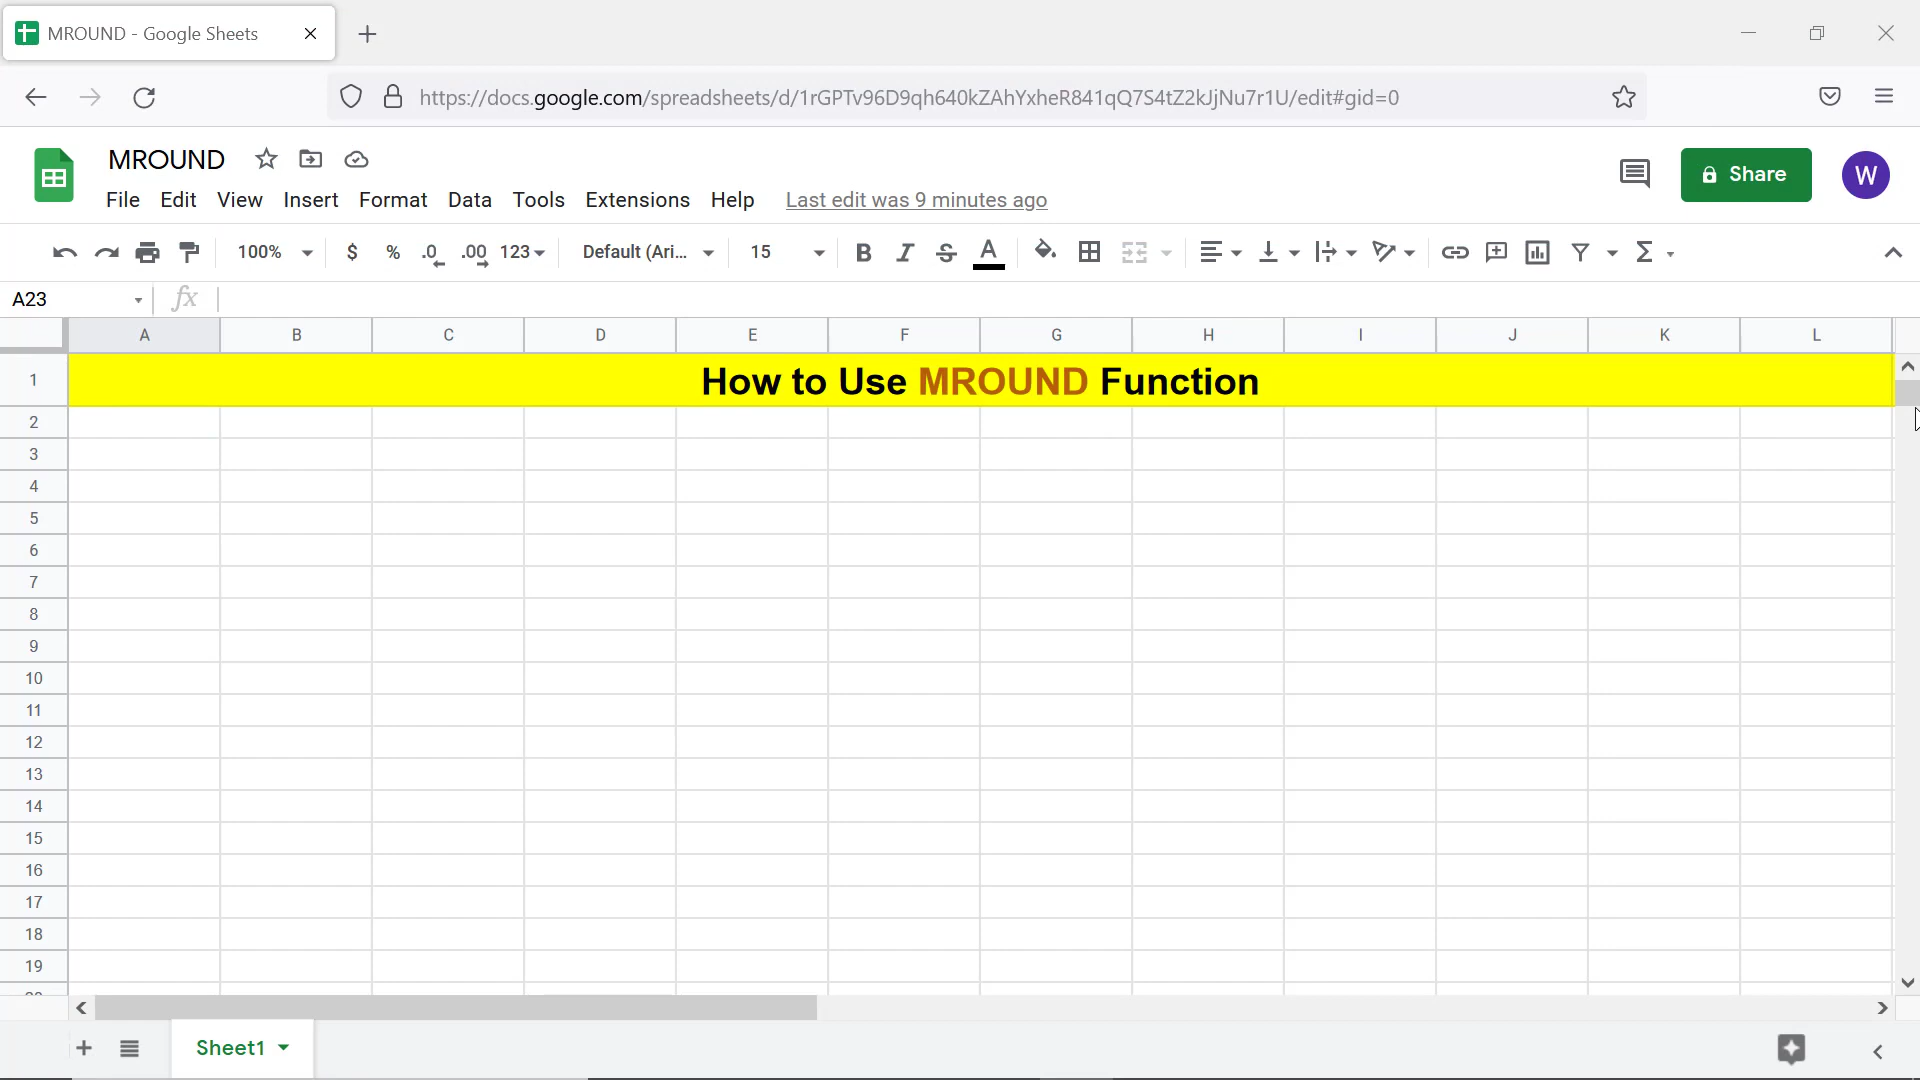 MROUND - Google Sheets
https://docs.google.com/spreadsheets/d/1rGPTv96D9qh640kZAhYxheR841qQ7S4tZ2kJjNu7r1U/edit#gid=0
MROUND
Share
W
File Edit View Insert Format Data Tools Extensions Help Last edit was 9 minutes ago
100% $ % .0 .00 123 Default (Ari... 15 B I S A Σ
A23 fx
A B C D E F G H I J K L
1 How to Use MROUND Function
2
3
4
5
6
7
8
9
10
11
12
13
14
15
16
17
18
19
Sheet1